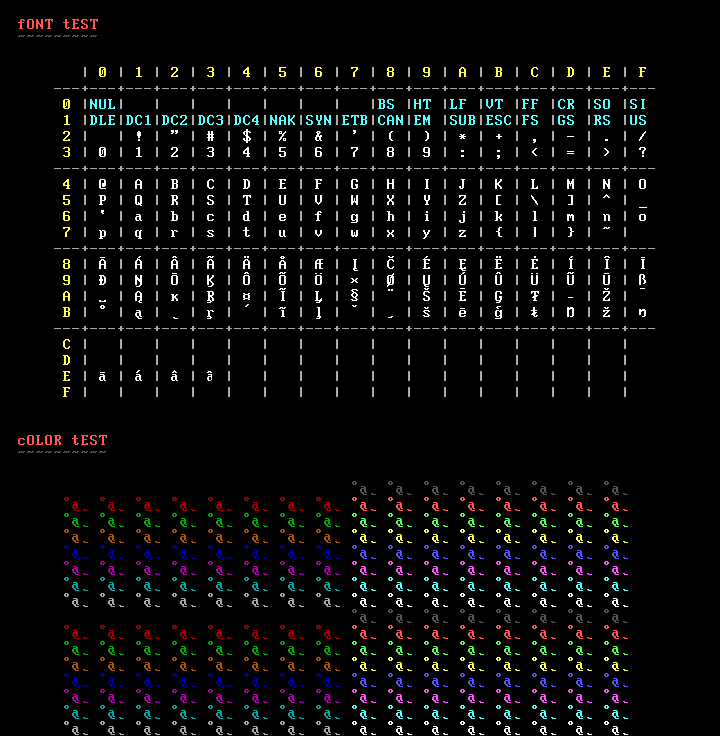 fONT tEST
~~~~~~~~~
| 0 | 1 | 2 | 3 | 4 | 5 | 6 | 7 | 8 | 9 | A | B | C | D | E | F
0 |NUL| | | | | | | |BS |HT |LF |VT |FF |CR |SO |SI
1 |DLE|DC1|DC2|DC3|DC4|NAK|SYN|ETB|CAN|EM |SUB|ESC|FS |GS |RS |US
2 | | ! | " | # | $ | % | & | ' | ( | ) | * | + | , | - | . | /
3 | 0 | 1 | 2 | 3 | 4 | 5 | 6 | 7 | 8 | 9 | : | ; | < | = | > | ?
4 | @ | A | B | C | D | E | F | G | H | I | J | K | L | M | N | O
5 | P | Q | R | S | T | U | V | W | X | Y | Z | [ | \ | ] | ^ | _
6 | ` | a | b | c | d | e | f | g | h | i | j | k | l | m | n | o
7 | p | q | r | s | t | u | v | w | x | y | z | { | | | } | ~ |
8 | Ā | Á | Â | Ã | Ä | Å | Æ | Į | Č | É | Ę | Ë | Ė | Í | Î | Ī
9 | Đ | Ņ | Ō | Ķ | Ô | Õ | Ö | × | Ø | Ų | Ú | Û | Ü | Ũ | Ū | ß
A | | Ą | ĸ | Ŗ | ¤ | Ĩ | Ļ | § | ¨ | Š | Ē | Ģ | Ŧ | - | Ž | ¯
B | ° | ą | ˛ | ŗ | ´ | ĩ | ļ | ˇ | ¸ | š | ē | ģ | ŧ | Ŋ | ž | ŋ
C | | | | | | | | | | | | | | | |
D | | | | | | | | | | | | | | | |
E | ā | á | â | ã | | | | | | | | | | | |
F | | | | | | | | | | | | | | | |
cOLOR tEST
~~~~~~~~~~
°ą˛ °ą˛ °ą˛ °ą˛ °ą˛ °ą˛ °ą˛ °ą˛
°ą˛ °ą˛ °ą˛ °ą˛ °ą˛ °ą˛ °ą˛ °ą˛ °ą˛ °ą˛ °ą˛ °ą˛ °ą˛ °ą˛ °ą˛ °ą˛
°ą˛ °ą˛ °ą˛ °ą˛ °ą˛ °ą˛ °ą˛ °ą˛ °ą˛ °ą˛ °ą˛ °ą˛ °ą˛ °ą˛ °ą˛ °ą˛
°ą˛ °ą˛ °ą˛ °ą˛ °ą˛ °ą˛ °ą˛ °ą˛ °ą˛ °ą˛ °ą˛ °ą˛ °ą˛ °ą˛ °ą˛ °ą˛
°ą˛ °ą˛ °ą˛ °ą˛ °ą˛ °ą˛ °ą˛ °ą˛ °ą˛ °ą˛ °ą˛ °ą˛ °ą˛ °ą˛ °ą˛ °ą˛
°ą˛ °ą˛ °ą˛ °ą˛ °ą˛ °ą˛ °ą˛ °ą˛ °ą˛ °ą˛ °ą˛ °ą˛ °ą˛ °ą˛ °ą˛ °ą˛
°ą˛ °ą˛ °ą˛ °ą˛ °ą˛ °ą˛ °ą˛ °ą˛ °ą˛ °ą˛ °ą˛ °ą˛ °ą˛ °ą˛ °ą˛ °ą˛
°ą˛ °ą˛ °ą˛ °ą˛ °ą˛ °ą˛ °ą˛ °ą˛ °ą˛ °ą˛ °ą˛ °ą˛ °ą˛ °ą˛ °ą˛ °ą˛
°ą˛ °ą˛ °ą˛ °ą˛ °ą˛ °ą˛ °ą˛ °ą˛
°ą˛ °ą˛ °ą˛ °ą˛ °ą˛ °ą˛ °ą˛ °ą˛ °ą˛ °ą˛ °ą˛ °ą˛ °ą˛ °ą˛ °ą˛ °ą˛
°ą˛ °ą˛ °ą˛ °ą˛ °ą˛ °ą˛ °ą˛ °ą˛ °ą˛ °ą˛ °ą˛ °ą˛ °ą˛ °ą˛ °ą˛ °ą˛
°ą˛ °ą˛ °ą˛ °ą˛ °ą˛ °ą˛ °ą˛ °ą˛ °ą˛ °ą˛ °ą˛ °ą˛ °ą˛ °ą˛ °ą˛ °ą˛
°ą˛ °ą˛ °ą˛ °ą˛ °ą˛ °ą˛ °ą˛ °ą˛ °ą˛ °ą˛ °ą˛ °ą˛ °ą˛ °ą˛ °ą˛ °ą˛
°ą˛ °ą˛ °ą˛ °ą˛ °ą˛ °ą˛ °ą˛ °ą˛ °ą˛ °ą˛ °ą˛ °ą˛ °ą˛ °ą˛ °ą˛ °ą˛
°ą˛ °ą˛ °ą˛ °ą˛ °ą˛ °ą˛ °ą˛ °ą˛ °ą˛ °ą˛ °ą˛ °ą˛ °ą˛ °ą˛ °ą˛ °ą˛
°ą˛ °ą˛ °ą˛ °ą˛ °ą˛ °ą˛ °ą˛ °ą˛ °ą˛ °ą˛ °ą˛ °ą˛ °ą˛ °ą˛ °ą˛ °ą˛